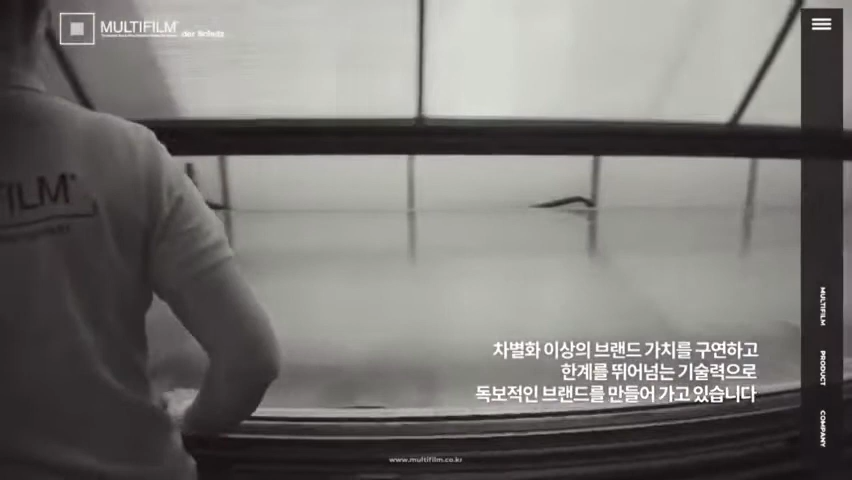 MULTIFILM
der Schutz
FILM
차별화 이상의 브랜드 가치를 구연하고
한계를 뛰어넘는 기술력으로
독보적인 브랜드를 만들어 가고 있습니다
MULTIFILM
PRODUCT
COMPANY
www.multifilm.co.kr